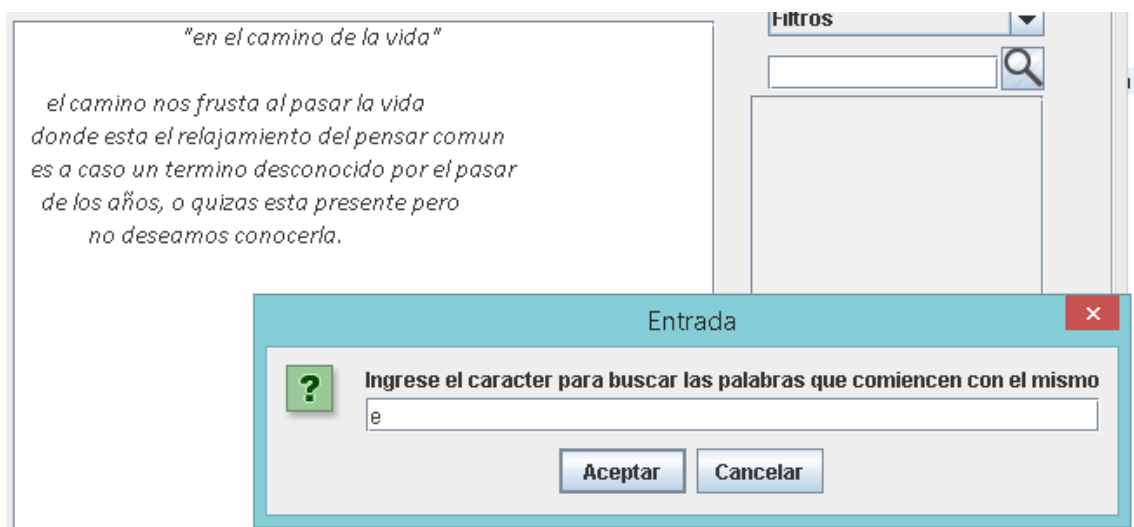 Filtros
"en el camino de la vida"
el camino nos frusta al pasar la vida
donde esta el relajamiento del pensar comun
es a caso un termino desconocido por el pasar
de los años, o quizas esta presente pero
no deseamos conocerla.
Entrada
Ingrese el caracter para buscar las palabras que comiencen con el mismo
e
Aceptar Cancelar